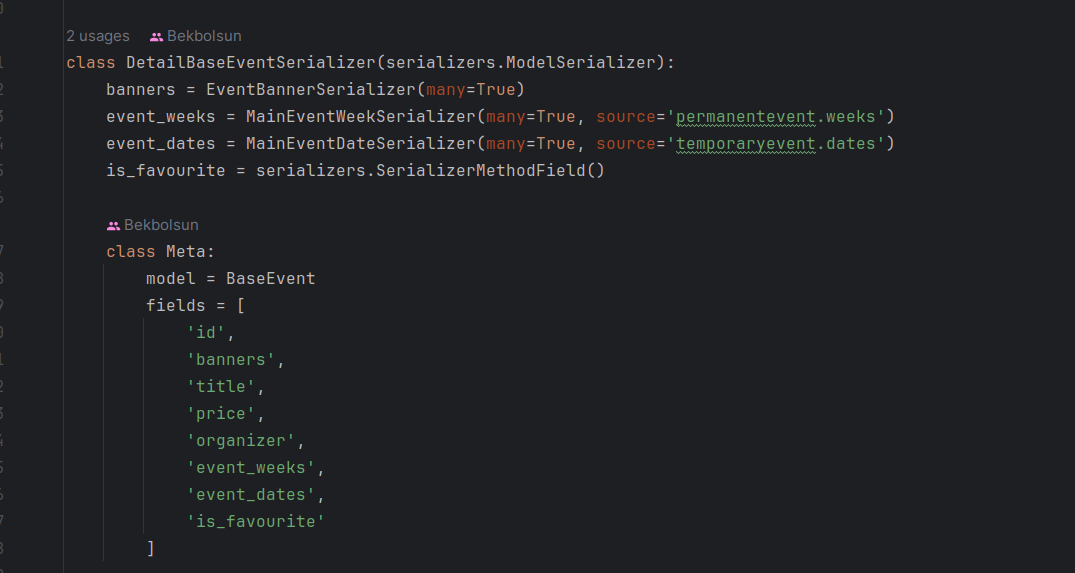 2 usages Bekbolsun
class DetailBaseEventSerializer(serializers.ModelSerializer):
    banners = EventBannerSerializer(many=True)
    event_weeks = MainEventWeekSerializer(many=True, source='permanentevent.weeks')
    event_dates = MainEventDateSerializer(many=True, source='temporaryevent.dates')
    is_favourite = serializers.SerializerMethodField()
    Bekbolsun
    class Meta:
        model = BaseEvent
        fields = [
            'id',
            'banners',
            'title',
            'price',
            'organizer',
            'event_weeks',
            'event_dates',
            'is_favourite'
        ]